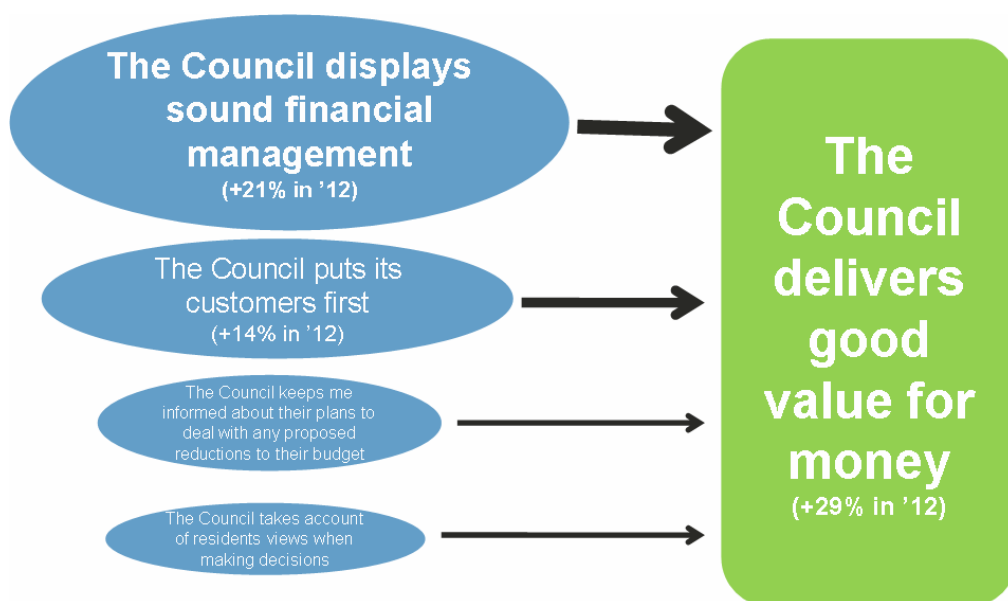 The Council displays
sound financial
management
(+21% in ’12)
The Council puts its
customers first
(+14% in ’12)
The Council keeps me
informed about their plans to
deal with any proposed
reductions to their budget
The Council takes account
of residents views when
making decisions
The
Council
delivers
good
value for
money
(+29% in ’12)